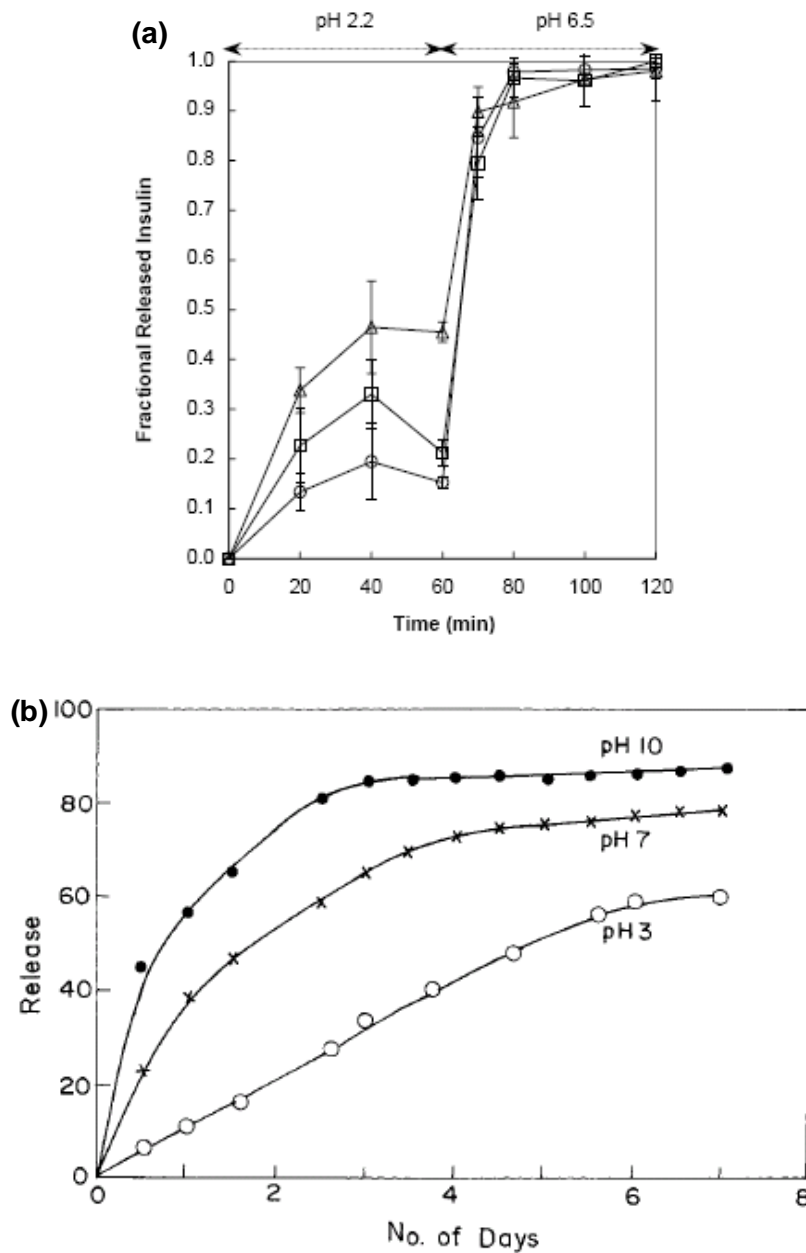 (a)
pH 2.2 pH 6.5
Fractional Released Insulin
1.0
0.9
0.8
0.7
0.6
0.5
0.4
0.3
0.2
0.1
0.0
0 20 40 60 80 100 120
Time (min)
(b)
100
80
60
40
20
0
Release
pH 10
pH 7
pH 3
0 2 4 6 8
No. of Days